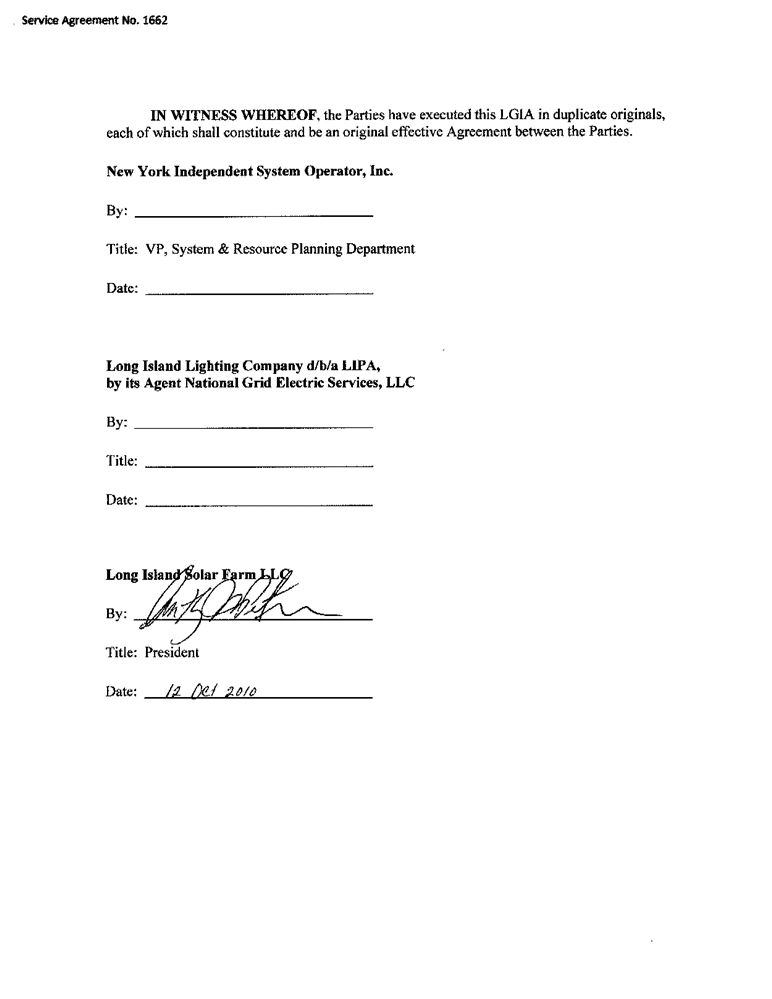 Service Agreement No. 1662
IN WITNESS WHEREOF, the Parties have executed this LGIA in duplicate originals,
each of which shall constitute and be an original effective Agreement between the Parties.
New York Independent System Operator, Inc.
By:
Title: VP, System & Resource Planning Department
Date:
Long Island Lighting Company d/b/a LIPA,
by its Agent National Grid Electric Services, LLC
By:
Title:
Date:
Long Island Solar Farm LLC
By:
Title: President
Date: 12 Oct 2010